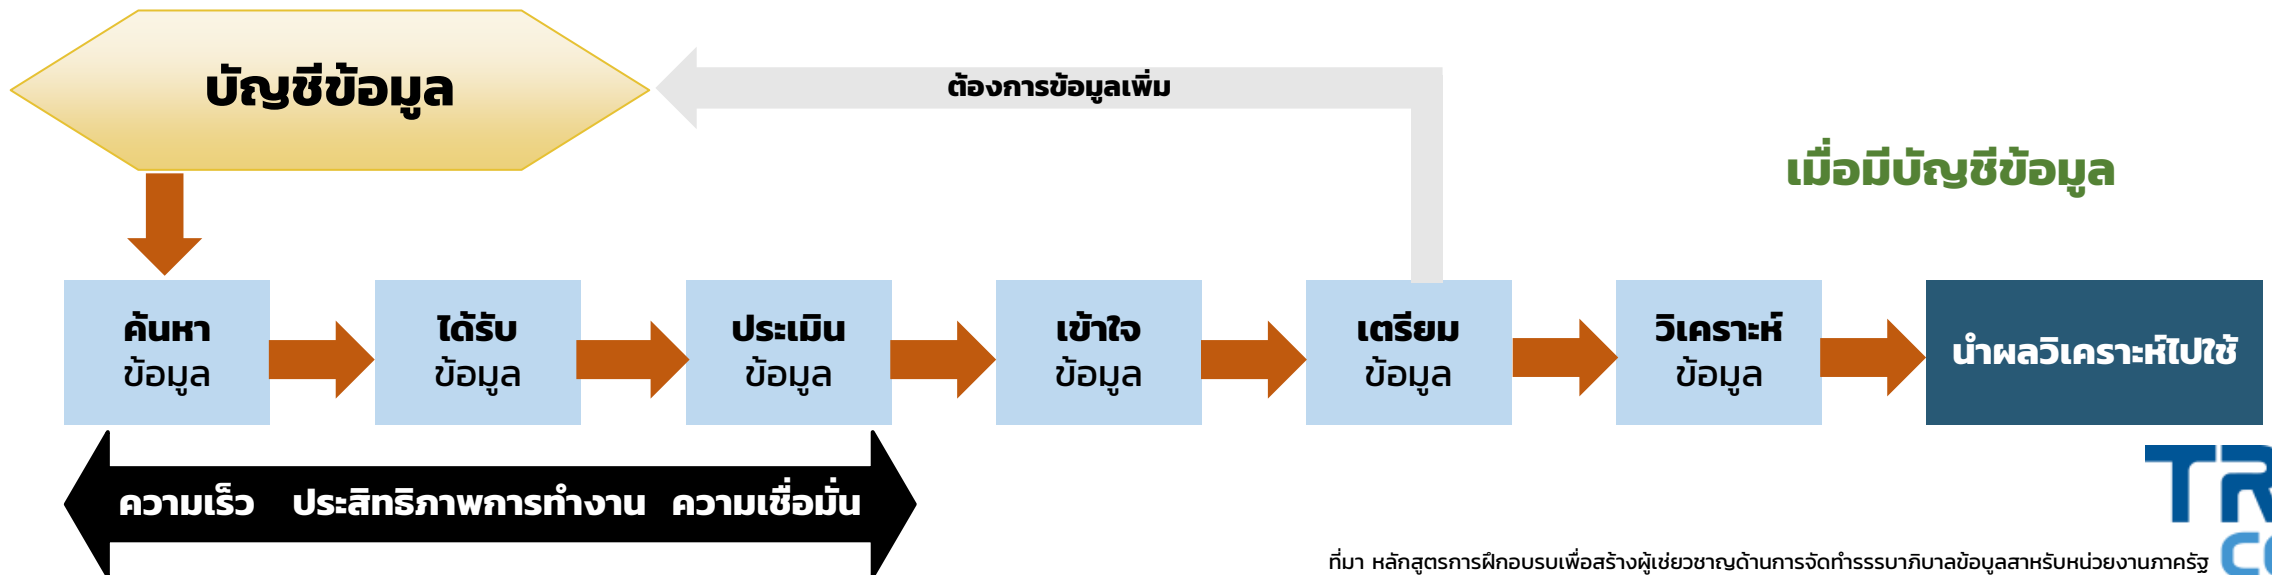 บัญชีข้อมูล
ต้องการข้อมูลเพิ่ม
เมื่อมีบัญชีข้อมูล
ค้นหา
ข้อมูล
ได้รับ
ข้อมูล
ประเมิน
ข้อมูล
เข้าใจ
ข้อมูล
เตรียม
ข้อมูล
วิเคราะห์
ข้อมูล
นำผลวิเคราะห์ไปใช้
ความเร็ว ประสิทธิภาพการทำงาน ความเชื่อมั่น
ที่มา หลักสูตรการฝึกอบรมเพื่อสร้างผู้เช่ยวชาญด้านการจัดทำธรรมาภิบาลข้อมูลสำหรับหน่วยงานภาครัฐ